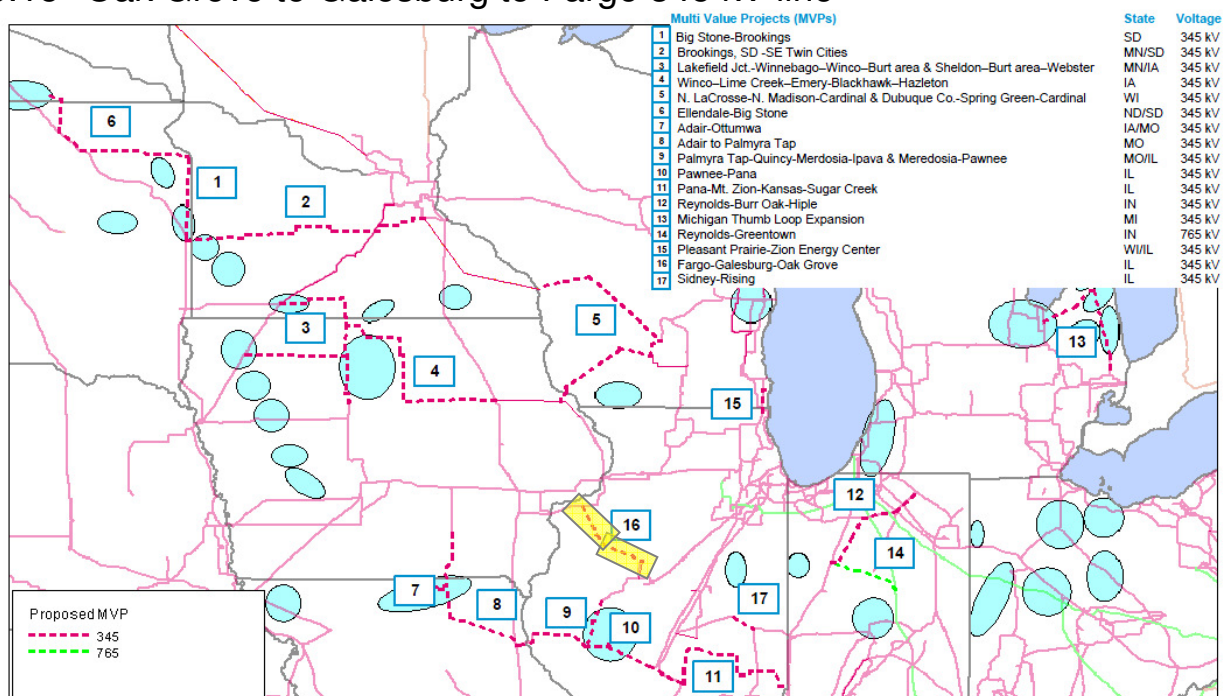 Oak Grove to Galesburg to Fargo 345 kV line
Multi Value Projects (MVPs) State Voltage
1 Big Stone-Brookings SD 345 kV
2 Brookings, SD -SE Twin Cities MN/SD 345 kV
3 Lakefield Jct.-Winnebago–Winco–Burt area & Sheldon–Burt area–Webster MN/IA 345 kV
4 Winco–Lime Creek–Emery-Blackhawk–Hazleton IA 345 kV
5 N. LaCrosse-N. Madison-Cardinal & Dubuque Co.-Spring Green-Cardinal WI 345 kV
6 Ellendale-Big Stone ND/SD 345 kV
7 Adair-Ottumwa IA/MO 345 kV
8 Adair to Palmyra Tap MO 345 kV
9 Palmyra Tap-Quincy-Merdosia-Ipava & Meredosia-Pawnee MO/IL 345 kV
10 Pawnee-Pana IL 345 kV
11 Pana-Mt. Zion-Kansas-Sugar Creek IL 345 kV
12 Reynolds-Burr Oak-Hiple IN 345 kV
13 Michigan Thumb Loop Expansion MI 345 kV
14 Reynolds-Greentown IN 765 kV
15 Pleasant Prairie-Zion Energy Center WI/IL 345 kV
16 Fargo-Galesburg-Oak Grove IL 345 kV
17 Sidney-Rising IL 345 kV
6
1
2
3
5
13
4
15
12
16
14
7
8
9
10
17
11
Proposed MVP
345
765